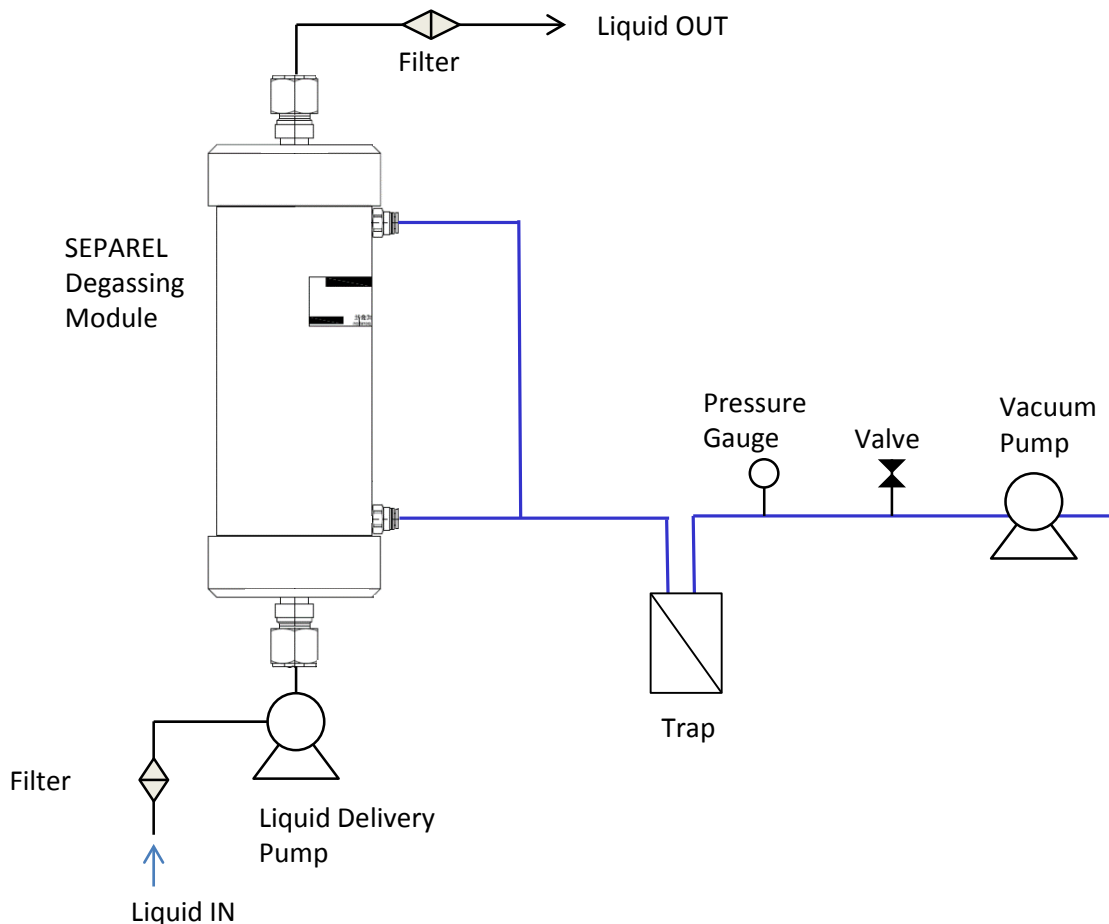 Liquid OUT
Filter
SEPAREL
Degassing
Module
Pressure
Gauge
Valve
Vacuum
Pump
Trap
Filter
Liquid Delivery
Pump
Liquid IN